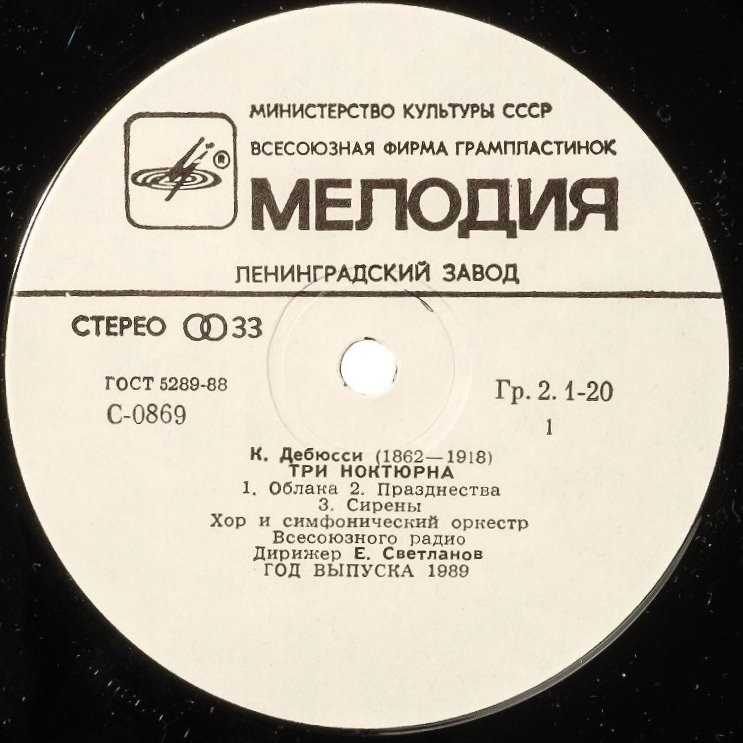 МИНИСТЕРСТВО КУЛЬТУРЫ СССР
ВСЕСОЮЗНАЯ ФИРМА ГРАМПЛАСТИНОК
®
МЕЛОДИЯ
ЛЕНИНГРАДСКИЙ ЗАВОД
СТЕРЕО 33
ГОСТ 5289-88
Гр. 2. 1-20
С-0869
1
К. Дебюсси (1862—1918)
ТРИ НОКТЮРНА
1. Облака 2. Празднества
3. Сирены
Хор и симфонический оркестр
Всесоюзного радио
Дирижер Е. Светланов
ГОД ВЫПУСКА 1989